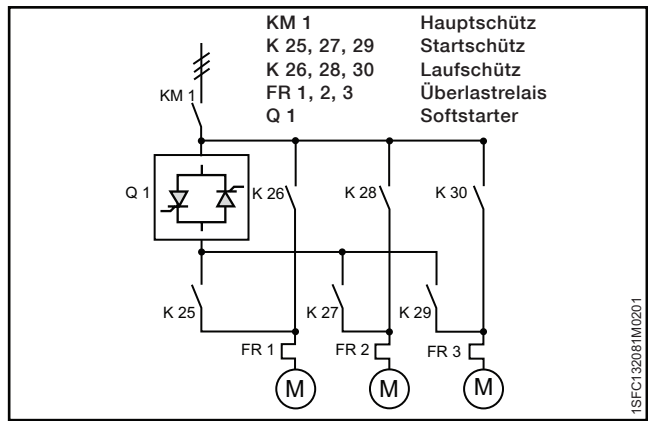 KM 1 Hauptschütz
K 25, 27, 29 Startschütz
K 26, 28, 30 Laufschütz
FR 1, 2, 3 Überlastrelais
Q 1 Softstarter
KM 1
Q 1
K 26
K 28
K 30
K 25
K 27
K 29
FR 1
FR 2
FR 3
M
M
M
1SFC132081M0201